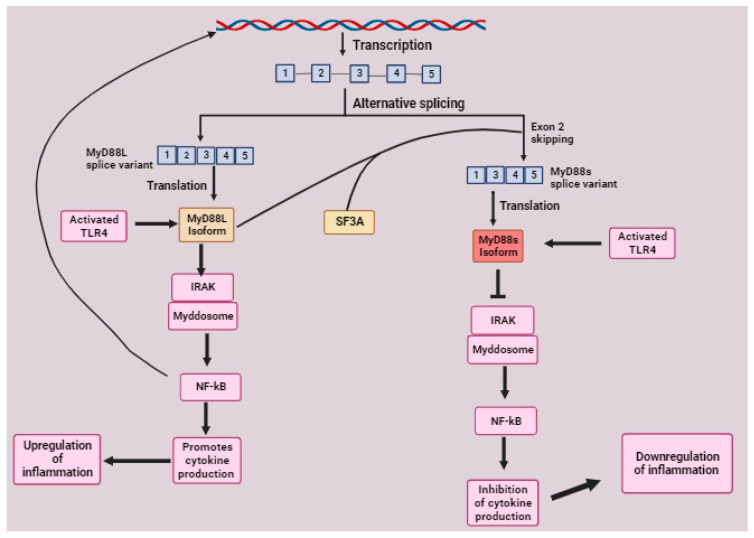 Transcription
1 2 3 4 5
Alternative splicing
MyD88L
splice variant
1 2 3 4 5
Exon 2
skipping
1 3 4 5
MyD88s
splice variant
Translation
Translation
Activated
TLR4
MyD88L
Isoform
SF3A
MyD88s
Isoform
Activated
TLR4
IRAK
Myddosome
IRAK
Myddosome
NF-kB
NF-kB
Upregulation
of
inflammation
Promotes
cytokine
production
Inhibition
of cytokine
production
Downregulation
of inflammation